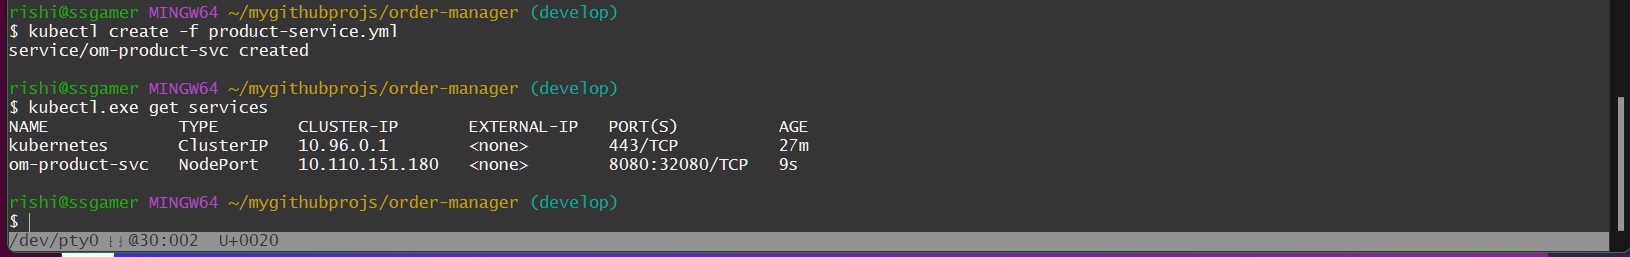 rishi@ssgamer MINGW64 ~/mygithubprojs/order-manager (develop)
$ kubectl create -f product-service.yml
service/om-product-svc created
rishi@ssgamer MINGW64 ~/mygithubprojs/order-manager (develop)
$ kubectl.exe get services
NAME TYPE CLUSTER-IP EXTERNAL-IP PORT(S) AGE
kubernetes ClusterIP 10.96.0.1 <none> 443/TCP 27m
om-product-svc NodePort 10.110.151.180 <none> 8080:32080/TCP 9s
rishi@ssgamer MINGW64 ~/mygithubprojs/order-manager (develop)
$
/dev/pty0 [] @30:002 U+0020